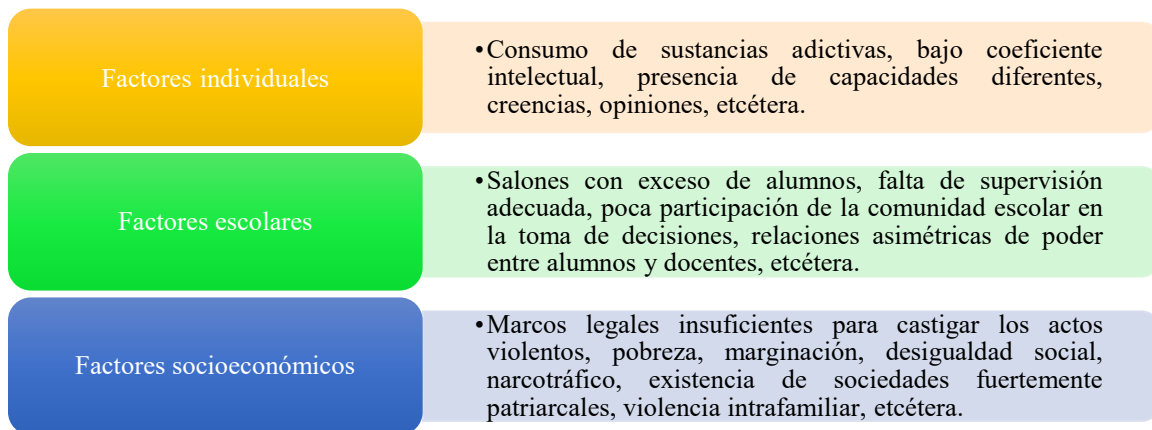 Factores individuales
•Consumo de sustancias adictivas, bajo coeficiente
intelectual, presencia de capacidades diferentes,
creencias, opiniones, etcétera.
Factores escolares
•Salones con exceso de alumnos, falta de supervisión
adecuada, poca participación de la comunidad escolar en
la toma de decisiones, relaciones asimétricas de poder
entre alumnos y docentes, etcétera.
Factores socioeconómicos
•Marcos legales insuficientes para castigar los actos
violentos, pobreza, marginación, desigualdad social,
narcotráfico, existencia de sociedades fuertemente
patriarcales, violencia intrafamiliar, etcétera.